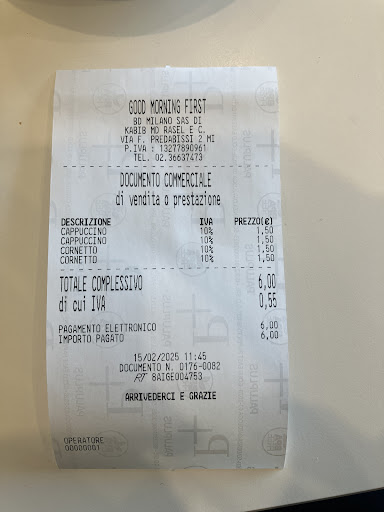 GOOD MORNING FIRST
BD MILANO SAS DI
KABIB MD RASEL E C.
VIA F. PREDABISSI 2 MI
P.IVA : 13277890961
TEL. 02.36637473
DOCUMENTO COMMERCIALE
di vendita o prestazione
DESCRIZIONE IVA PREZZO(€)
CAPPUCCINO 10% 1,50
CAPPUCCINO 10% 1,50
CORNETTO 10% 1,50
CORNETTO 10% 1,50
TOTALE COMPLESSIVO 6,00
di cui IVA 0,55
PAGAMENTO ELETTRONICO 6,00
IMPORTO PAGATO 6,00
15/02/2025 11:45
DOCUMENTO N. 0176-0082
RT 8AIGE004753
ARRIVEDERCI E GRAZIE
OPERATORE
00000001